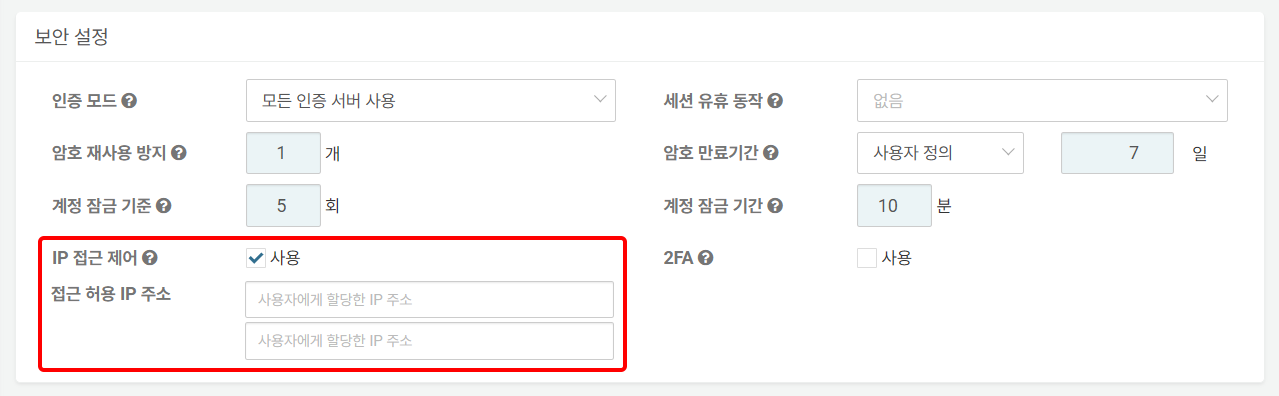 보안 설정
인증 모드 모든 인증 서버 사용 세션 유휴 동작 없음
암호 재사용 방지 1 개 암호 만료기간 사용자 정의 7 일
계정 잠금 기준 5 회 계정 잠금 기간 10 분
IP 접근 제어 사용 2FA 사용
접근 허용 IP 주소 사용자에게 할당한 IP 주소
사용자에게 할당한 IP 주소